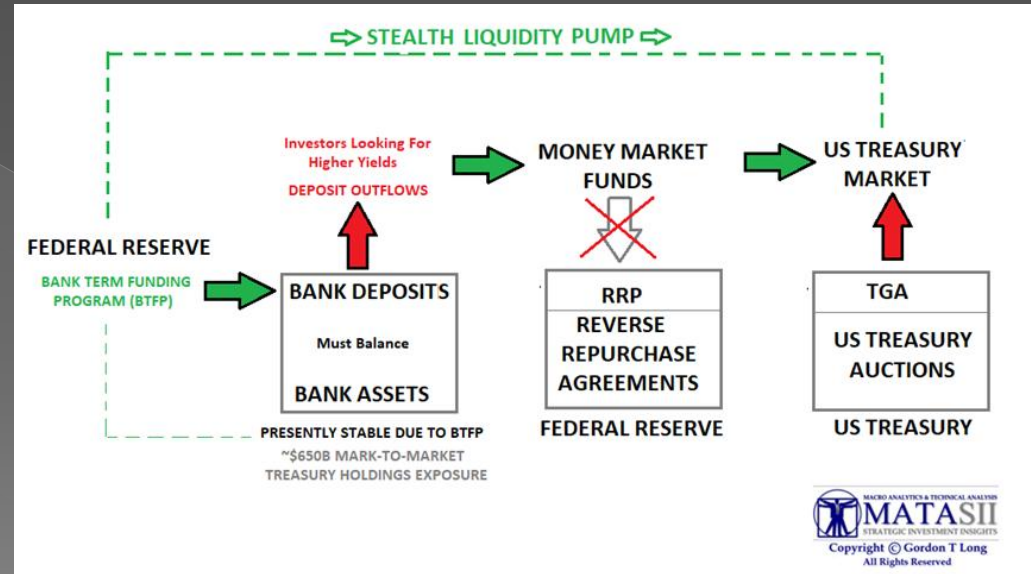 STEALTH LIQUIDITY PUMP
Investors Looking For
Higher Yields
DEPOSIT OUTFLOWS
MONEY MARKET
FUNDS
US TREASURY
MARKET
FEDERAL RESERVE
BANK TERM FUNDING
PROGRAM (BTFP)
BANK DEPOSITS
Must Balance
BANK ASSETS
PRESENTLY STABLE DUE TO BTFP
~$650B MARK-TO-MARKET
TREASURY HOLDINGS EXPOSURE
RRP
REVERSE
REPURCHASE
AGREEMENTS
FEDERAL RESERVE
TGA
US TREASURY
AUCTIONS
US TREASURY
MACRO ANALYTICS & TECHNICAL ANALYSIS
MATASII
STRATEGIC INVESTMENT INSIGHTS
Copyright © Gordon T Long
All Rights Reserved